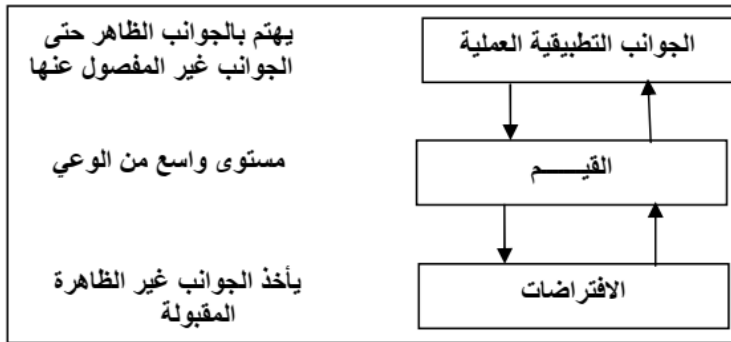 الجوانب التطبيقية العملية
يهتم بالجوانب الظاهر حتى
الجوانب غير المفصول عنها
القيـــــم
مستوى واسع من الوعي
الافتراضات
يأخذ الجوانب غير الظاهرة
المقبولة